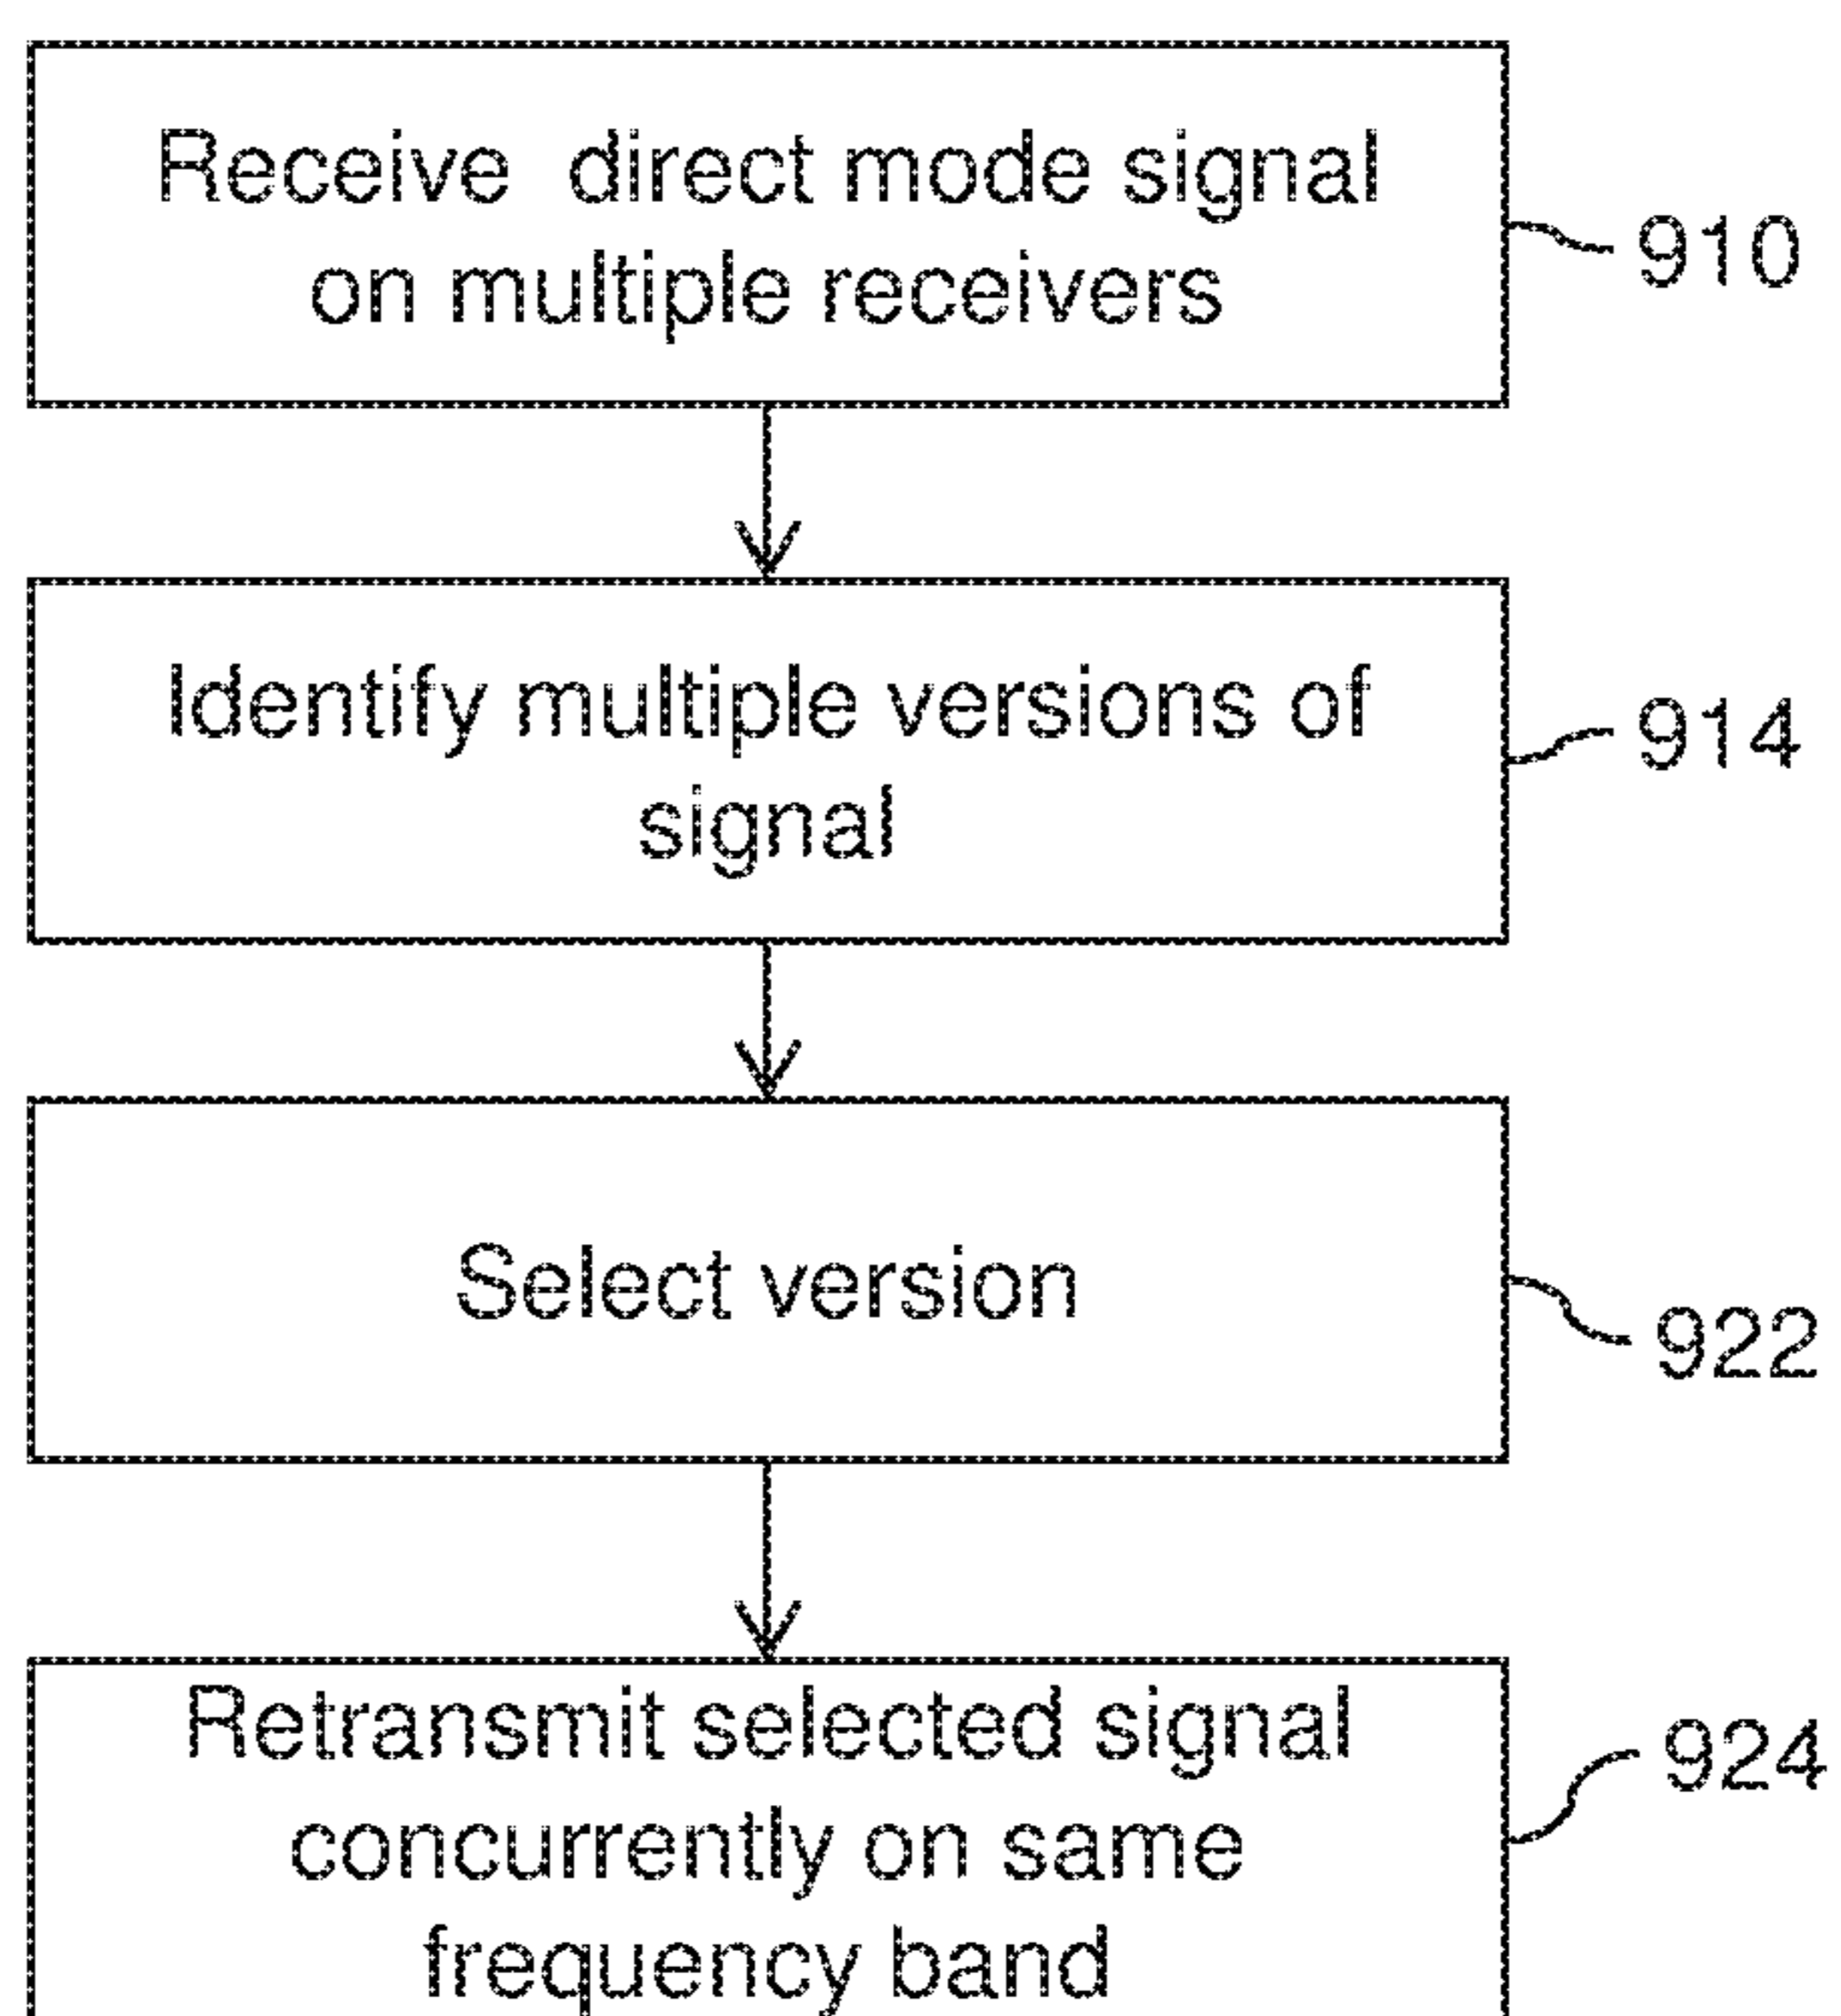 Receive direct mode signal
on multiple receivers
910
Identify multiple versions of
signal
914
Select version
922
Retransmit selected signal
concurrently on same
frequency band
924